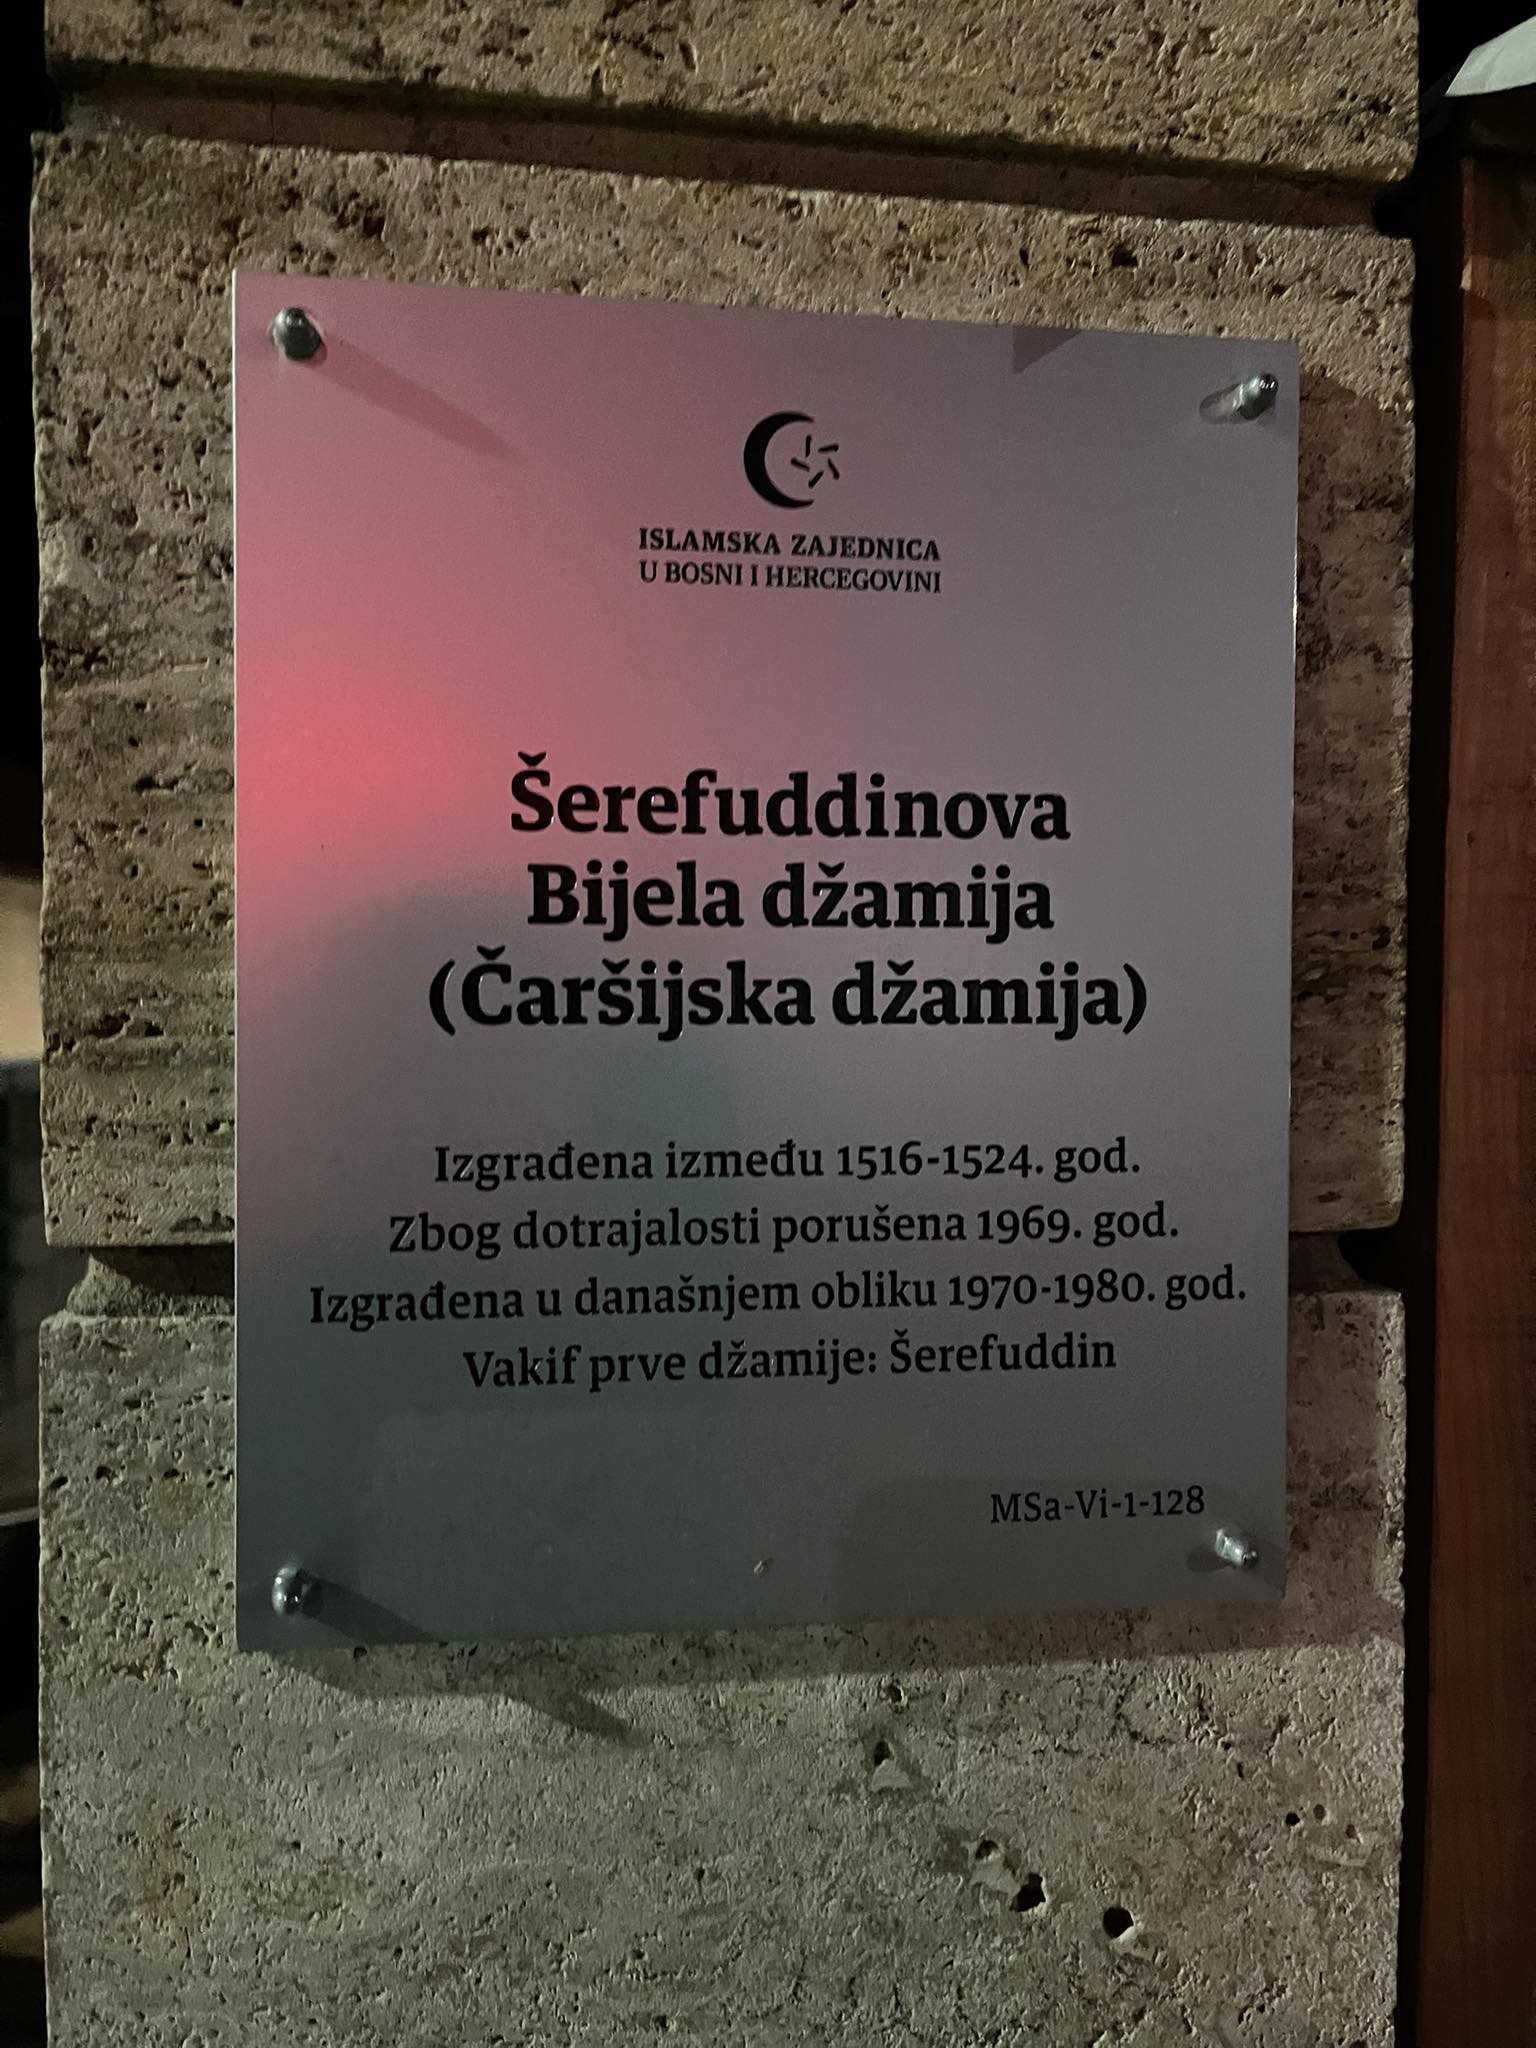 ISLAMSKA ZAJEDNICA
U BOSNI I HERCEGOVINI
Šerefuddinova
Bijela džamija
(Čaršijska džamija)
Izgrađena između 1516-1524. god.
Zbog dotrajalosti porušena 1969. god.
Izgrađena u današnjem obliku 1970-1980. god.
Vakif prve džamije: Šerefuddin
MSa-Vi-1-128